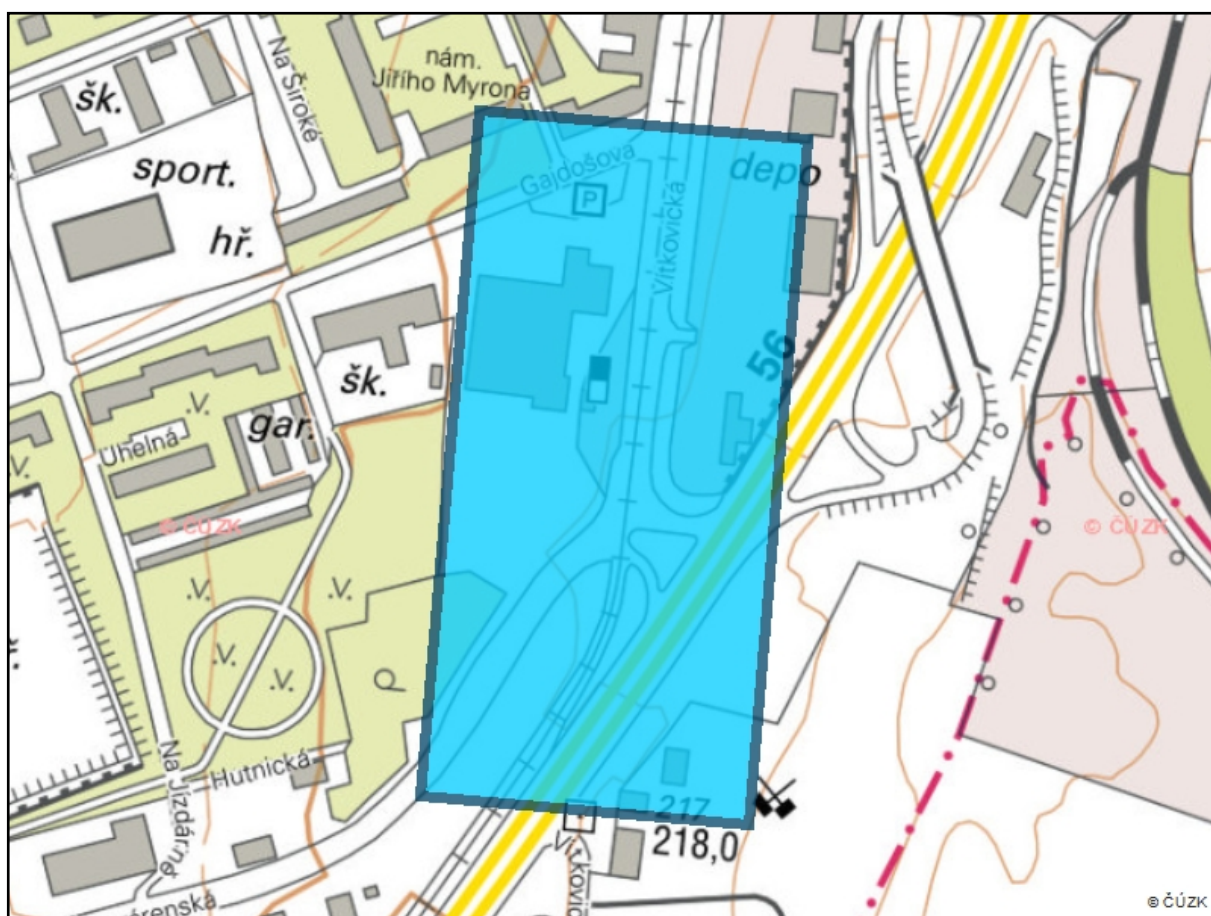 nám.
Jiřího Myrona
Na Široké
šk.
sport.
hř.
Gajdošova
P
Vítkovická
depo
56
šk.
gar.
Uhelná
.V.
.V.
© ČÚZK
© ČÚZK
.V.
.V.
.V.
.V.
Na Jízdárně
Hutnická
217
218,0
© ČÚZK